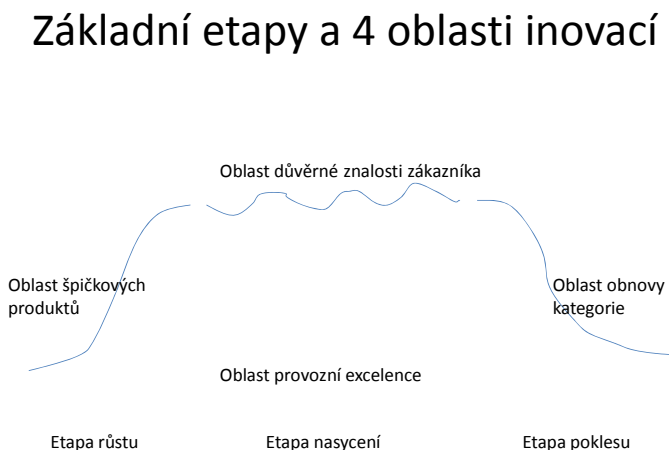 Základní etapy a 4 oblasti inovací
Oblast důvěrné znalosti zákazníka
Oblast špičkových
produktů
Oblast obnovy
kategorie
Oblast provozní excelence
Etapa růstu
Etapa nasycení
Etapa poklesu